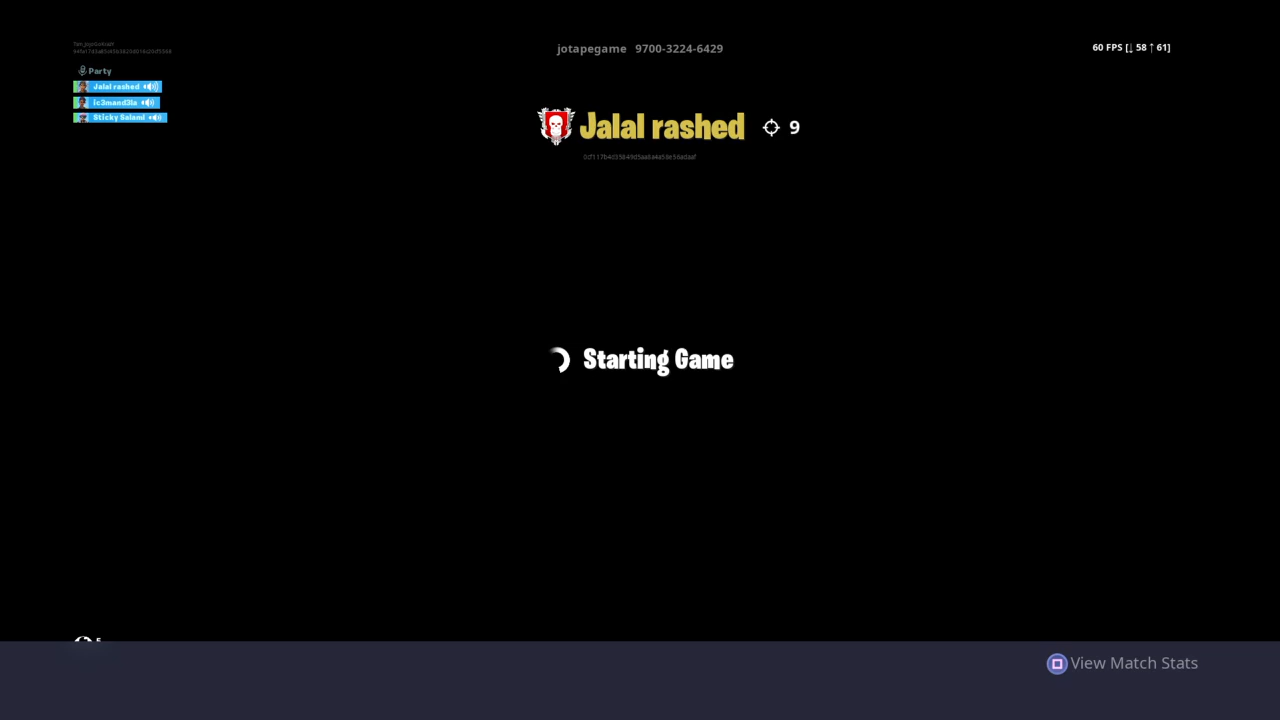 jotapegame 9700-3224-6429
60 FPS [↓ 58 ↑ 61]
Party
Jalal rashed
ic3mand3la
Sticky Salami
Jalal rashed 9
Starting Game
5
View Match Stats